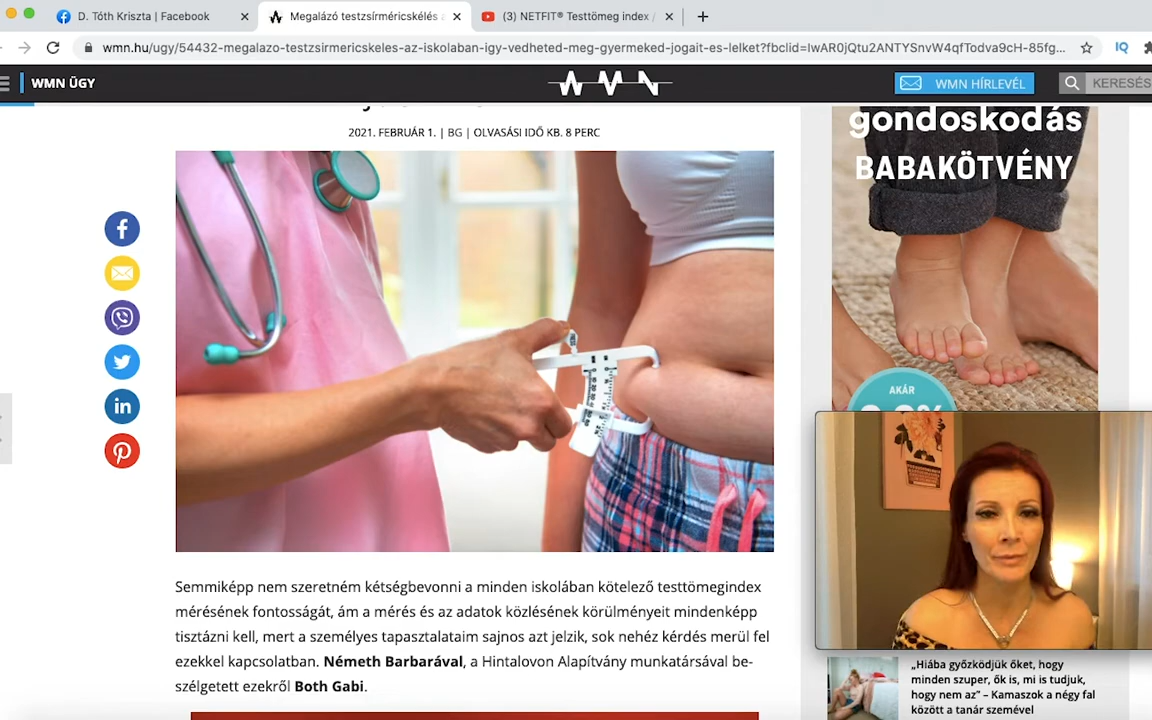 D. Tóth Kriszta | Facebook
Megalázó testzsírméricskélés
(3) NETFIT® Testtömeg index
wmn.hu/ugy/54432-megalazo-testzsirmericskeles-az-iskolaban-igy-vedheted-meg-gyermeked-jogait-es-lelket?fbclid=IwAR0jQtu2ANTYSnvW4qfTodva9cH-85fg...
IQ
WMN ÜGY
WMN
WMN HÍRLEVÉL
KERESÉS
2021. FEBRUÁR 1. | BG | OLVASÁSI IDŐ KB. 8 PERC
gondoskodás
BABAKÖTVÉNY
AKÁR
Semmiképp nem szeretném kétségbevonni a minden iskolában kötelező testtömegindex
mérésének fontosságát, ám a mérés és az adatok közlésének körülményeit mindenképp
tisztázni kell, mert a személyes tapasztalataim sajnos azt jelzik, sok nehéz kérdés merül fel
ezekkel kapcsolatban. Németh Barbarával, a Hintalovon Alapítvány munkatársával be-
szélgetett ezekről Both Gabi.
„Hiába győzködjük őket, hogy
minden szuper, ők is, mi is tudjuk,
hogy nem az” – Kamaszok a négy fal
között a tanár szemével